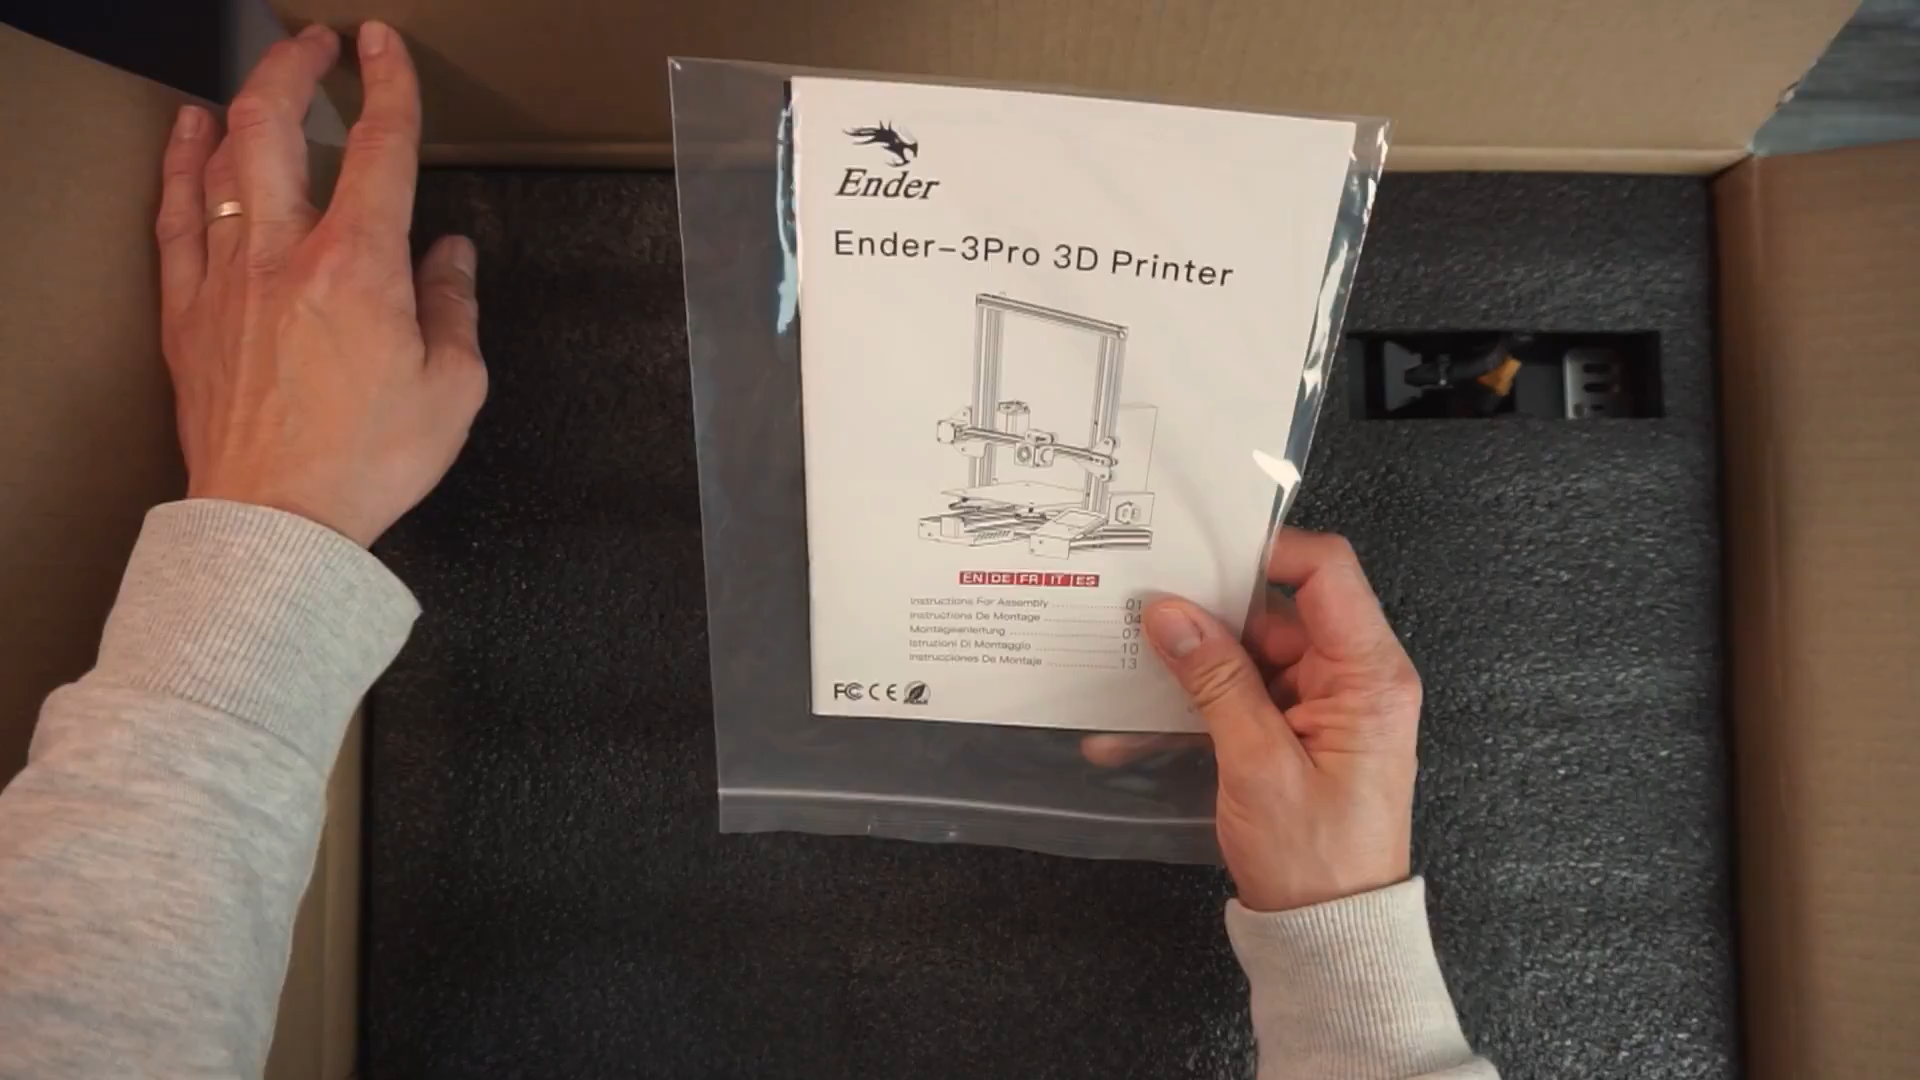 Ender
Ender-3Pro 3D Printer
EN DE FR IT ES
Instructions For Assembly ........................ 01
Instructions De Montage ........................ 04
Montageanleitung ........................ 07
Istruzioni Di Montaggio ........................ 10
Instrucciones De Montaje ........................ 13
FC CE